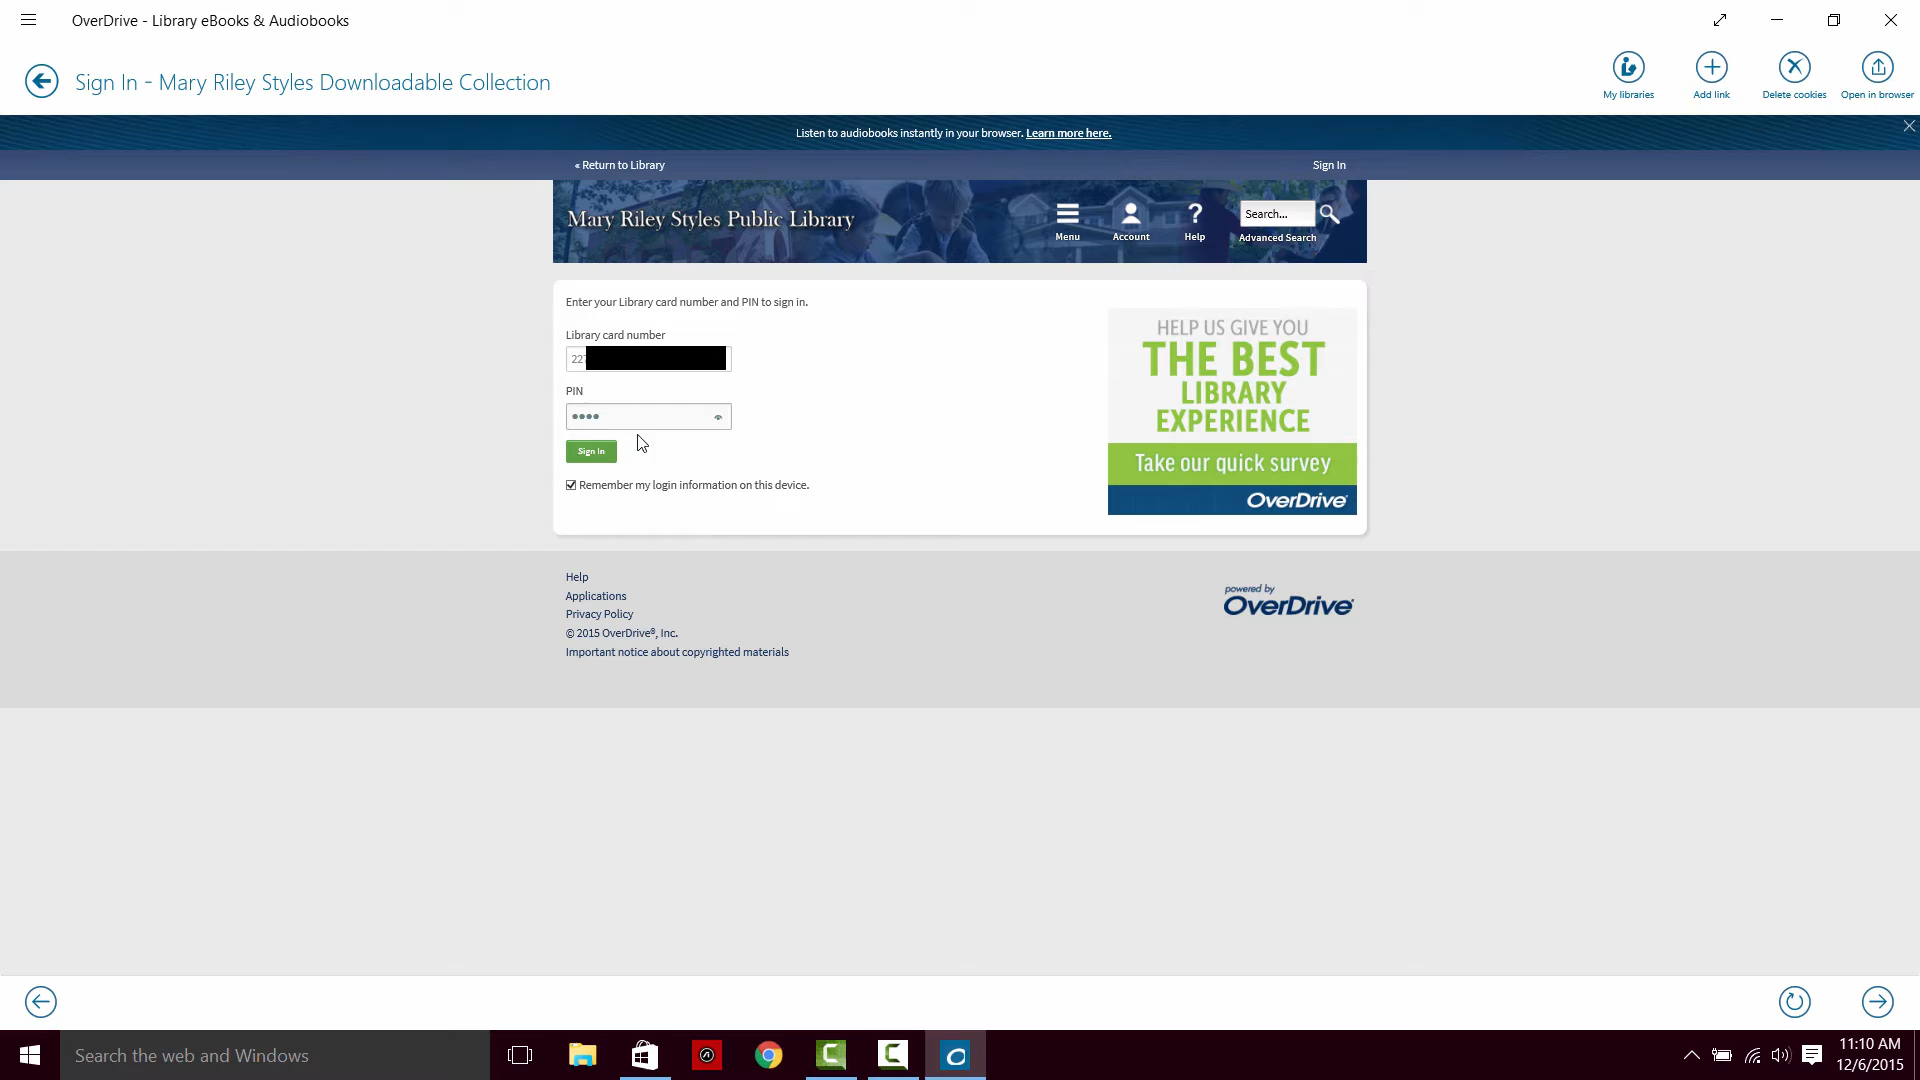 OverDrive - Library eBooks & Audiobooks
Sign In - Mary Riley Styles Downloadable Collection
My libraries
Add link
Delete cookies
Open in browser
Listen to audiobooks instantly in your browser. Learn more here.
« Return to Library
Sign In
Mary Riley Styles Public Library
Menu
Account
Help
Search...
Advanced Search
Enter your Library card number and PIN to sign in.
Library card number
227
PIN
Sign In
Remember my login information on this device.
HELP US GIVE YOU
THE BEST
LIBRARY
EXPERIENCE
Take our quick survey
OverDrive
Help
Applications
Privacy Policy
© 2015 OverDrive®, Inc.
Important notice about copyrighted materials
powered by
OverDrive
Search the web and Windows
11:10 AM
12/6/2015